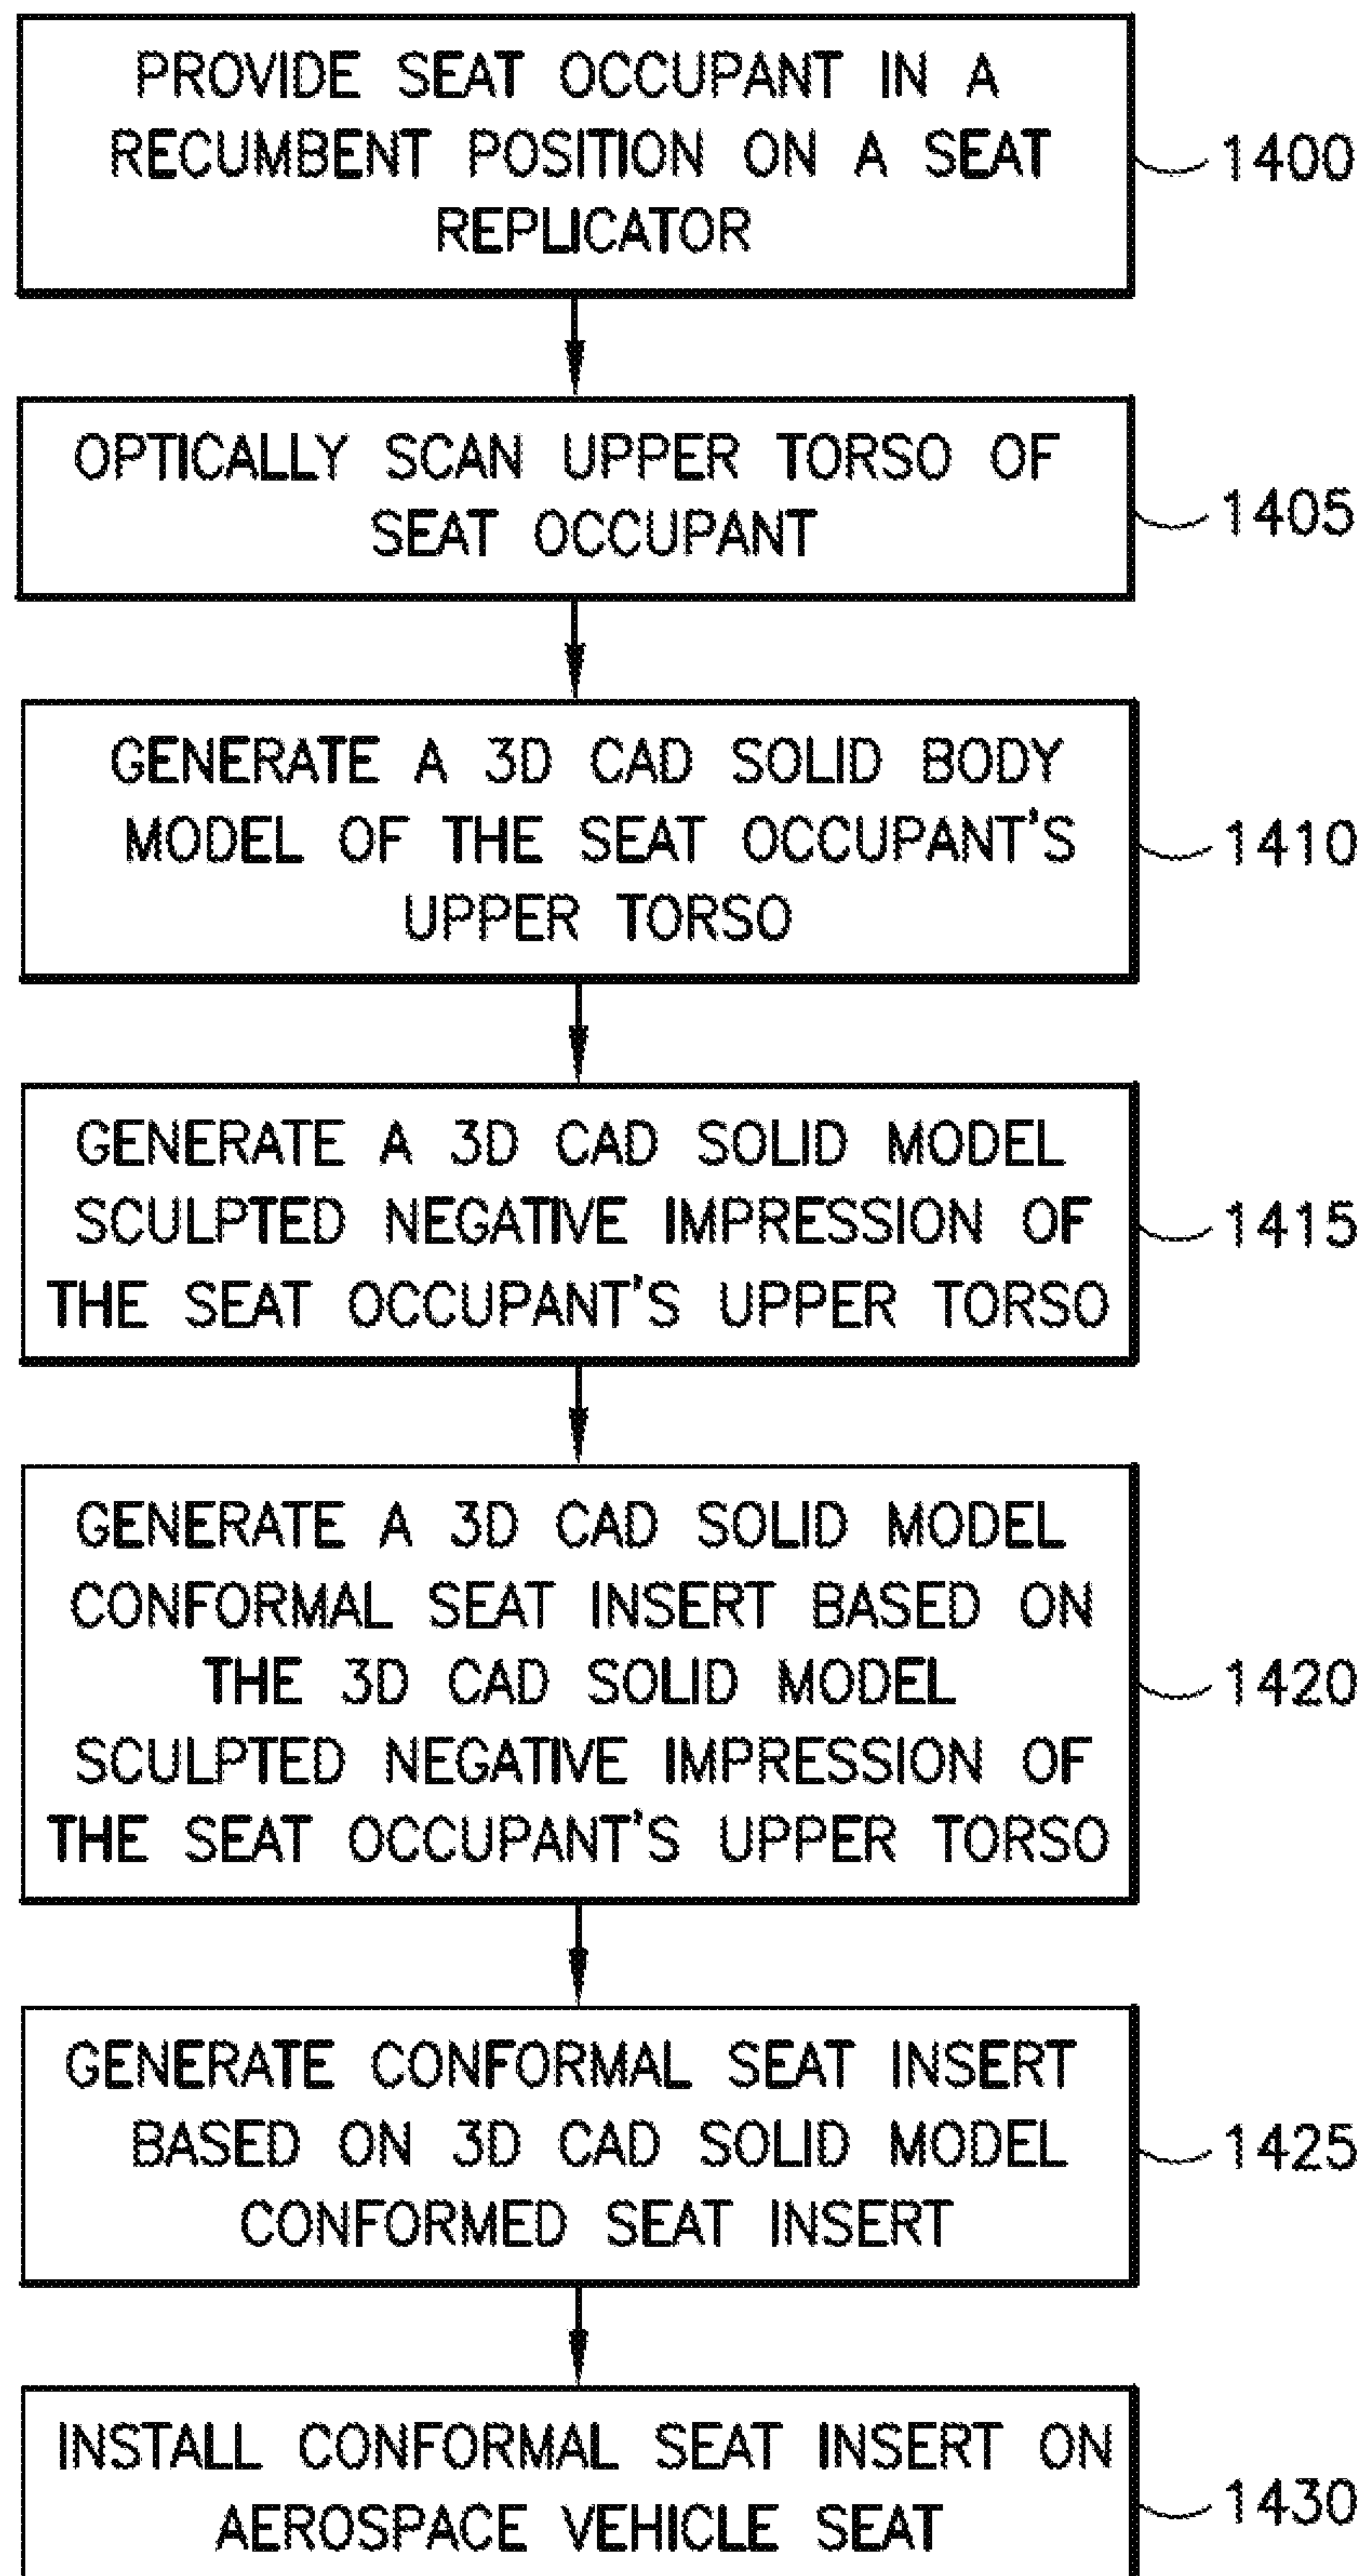 PROVIDE SEAT OCCUPANT IN A
RECUMBENT POSITION ON A SEAT
REPLICATOR
1400
OPTICALLY SCAN UPPER TORSO OF
SEAT OCCUPANT
1405
GENERATE A 3D CAD SOLID BODY
MODEL OF THE SEAT OCCUPANT'S
UPPER TORSO
1410
GENERATE A 3D CAD SOLID MODEL
SCULPTED NEGATIVE IMPRESSION OF
THE SEAT OCCUPANT'S UPPER TORSO
1415
GENERATE A 3D CAD SOLID MODEL
CONFORMAL SEAT INSERT BASED ON
THE 3D CAD SOLID MODEL
SCULPTED NEGATIVE IMPRESSION OF
THE SEAT OCCUPANT'S UPPER TORSO
1420
GENERATE CONFORMAL SEAT INSERT
BASED ON 3D CAD SOLID MODEL
CONFORMED SEAT INSERT
1425
INSTALL CONFORMAL SEAT INSERT ON
AEROSPACE VEHICLE SEAT
1430